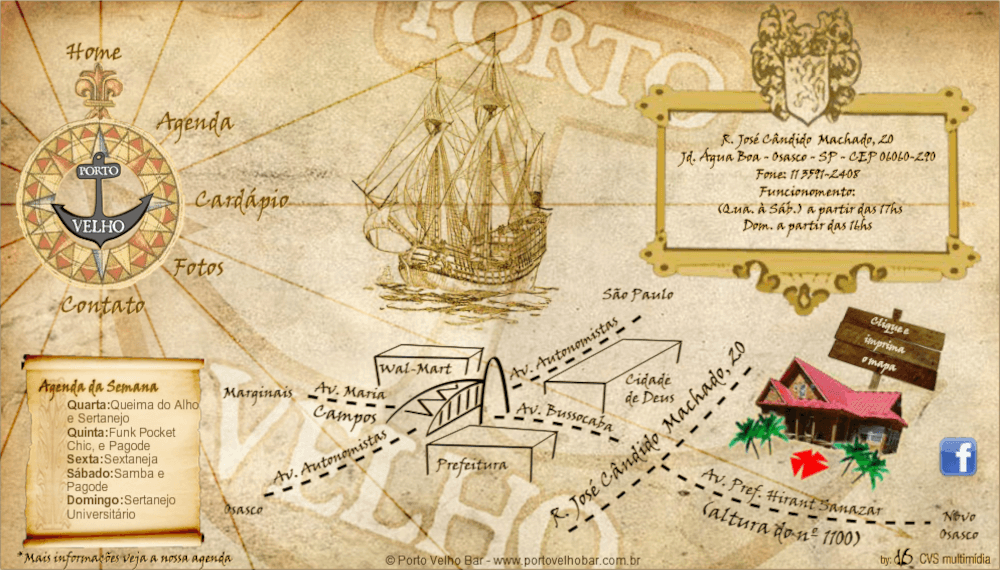 PORTO
Home
Agenda
PORTO
VELHO
Cardápio
Fotos
Contato
R. José Cândido Machado, 20
Jd. Água Boa - Osasco - SP - CEP 06060-290
Fone: 11 3591-2408
Funcionomento:
(Qua. à Sáb.) a partir das 17hs
Dom. a partir das 16hs
Clique e
imprima
o mapa
São Paulo
Av. Autonomistas
Wal-Mart
Cidade
de Deus
Marginais
Av. Maria
Campos
Av. Bussocaba
Av. Autonomistas
Prefeitura
R. José Cândido Machado, 20
Av. Pref. Hirant Sanazar
(altura do nº 1100)
Osasco
Novo
Osasco
Agenda da Semana
Quarta:Queima do Alho
e Sertanejo
Quinta:Funk Pocket
Chic, e Pagode
Sexta:Sextaneja
Sábado:Samba e
Pagode
Domingo:Sertanejo
Universitário
* Mais informações veja a nossa agenda
VELHO
f
© Porto Velho Bar - www.portovelhobar.com.br
by: CVS multimídia